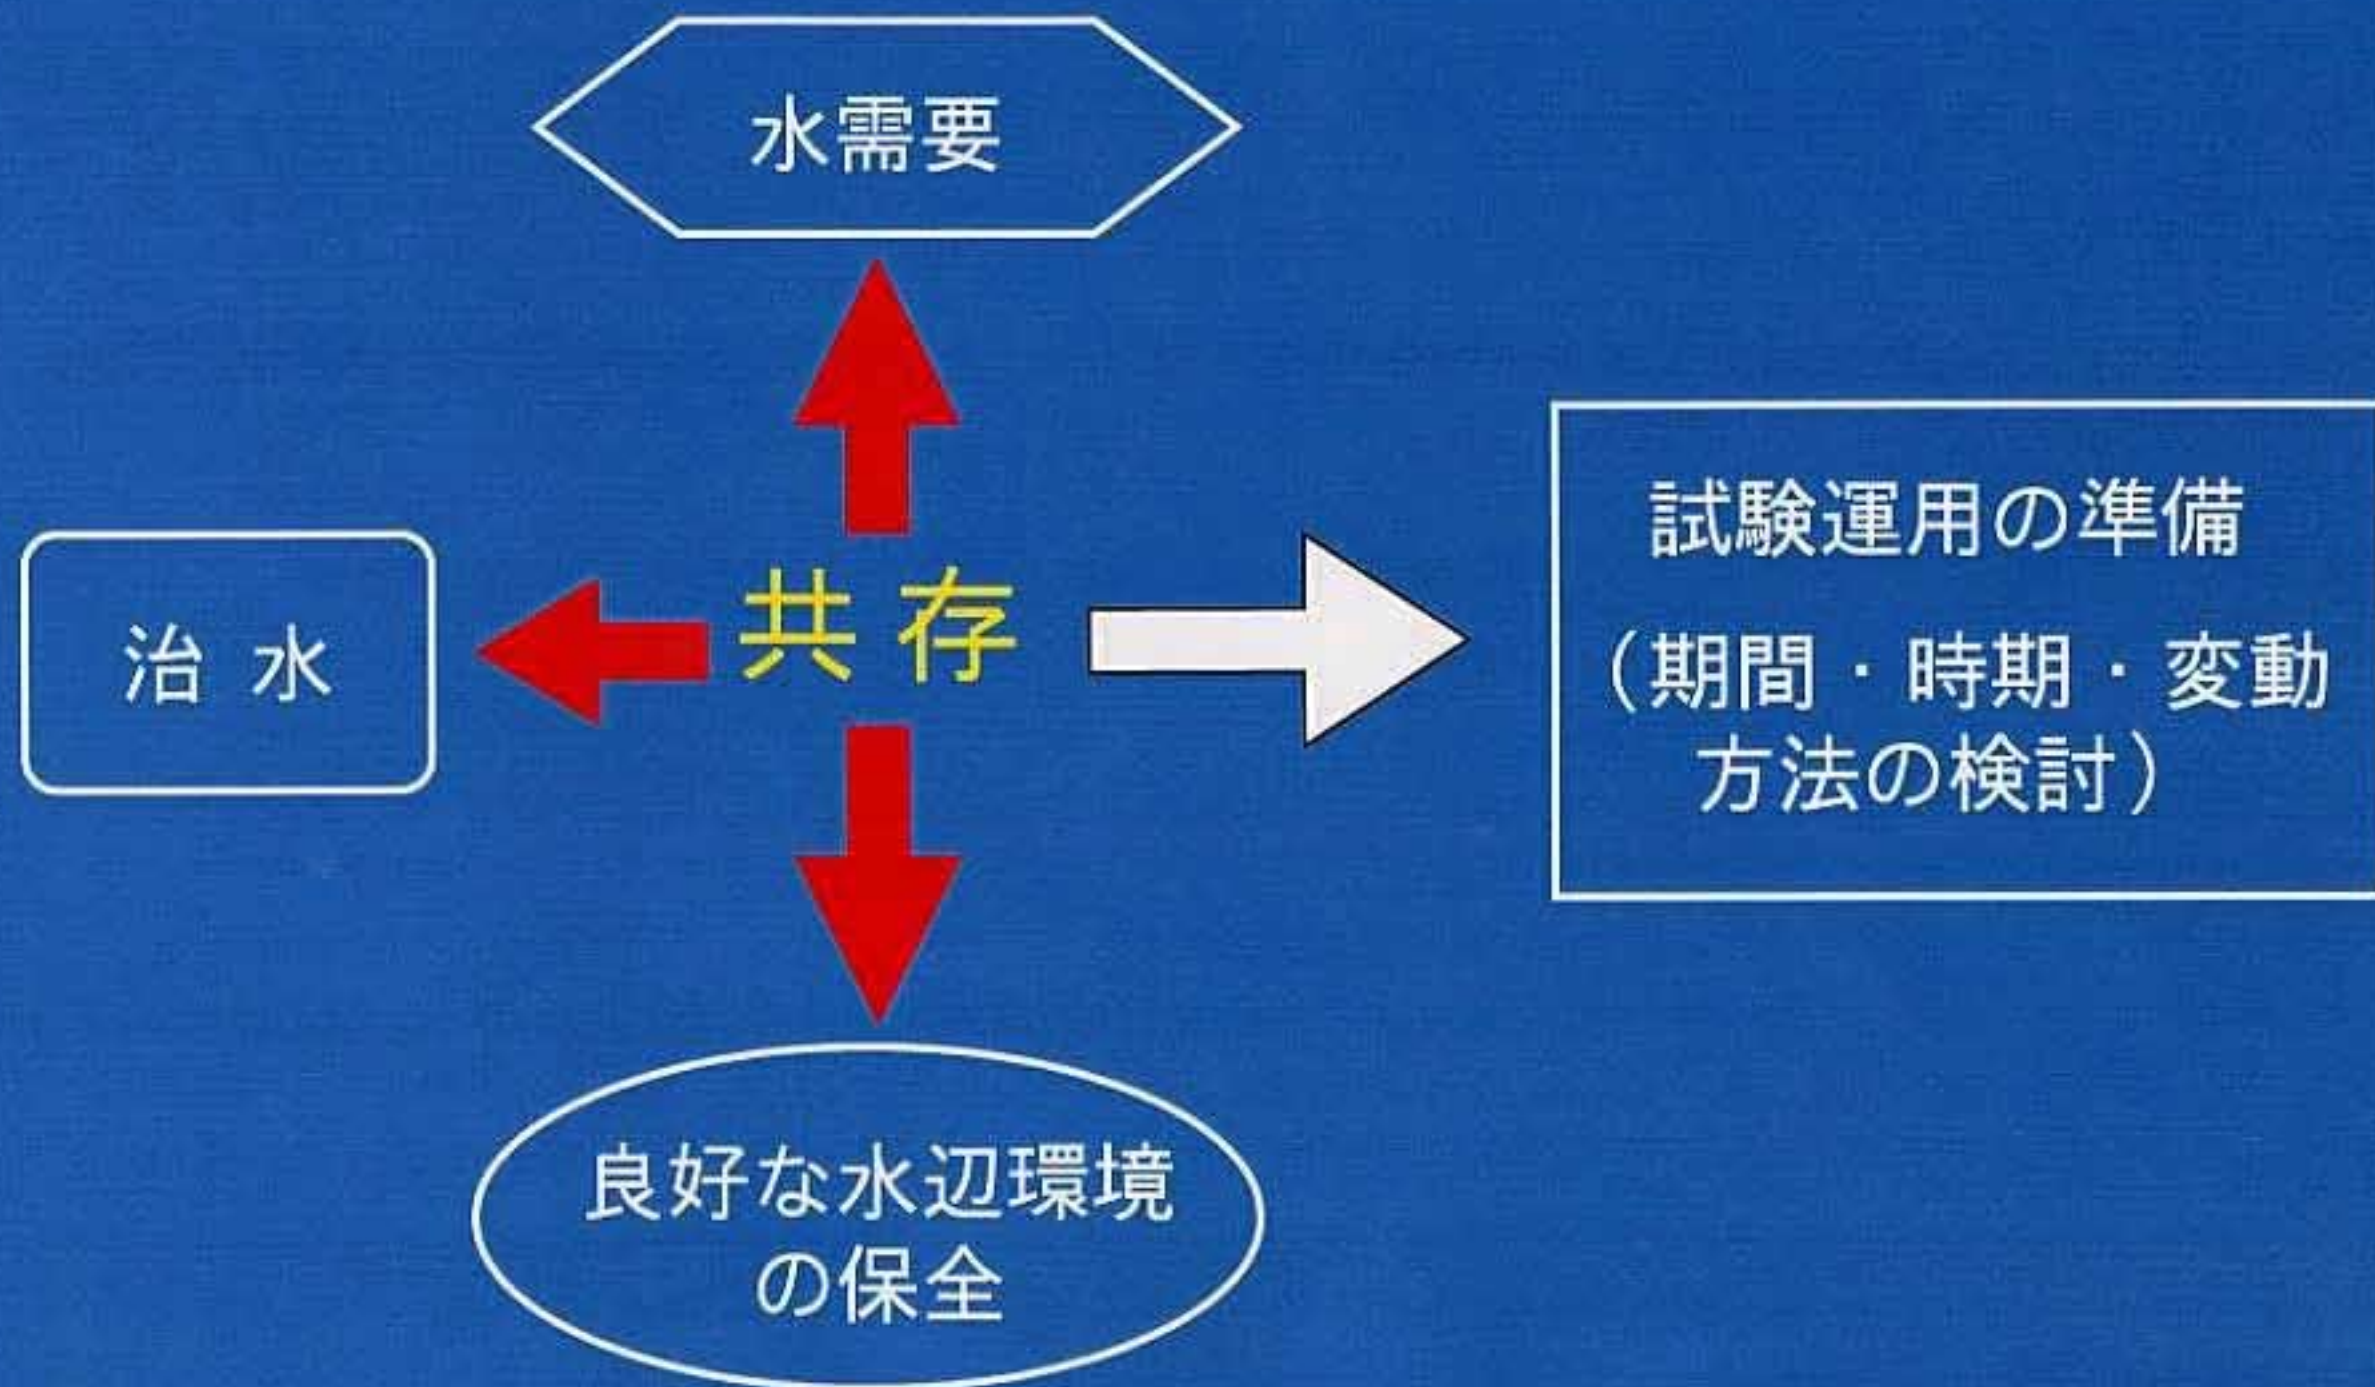 水需要
治 水
共 存
試験運用の準備
（期間・時期・変動
方法の検討）
良好な水辺環境
の保全